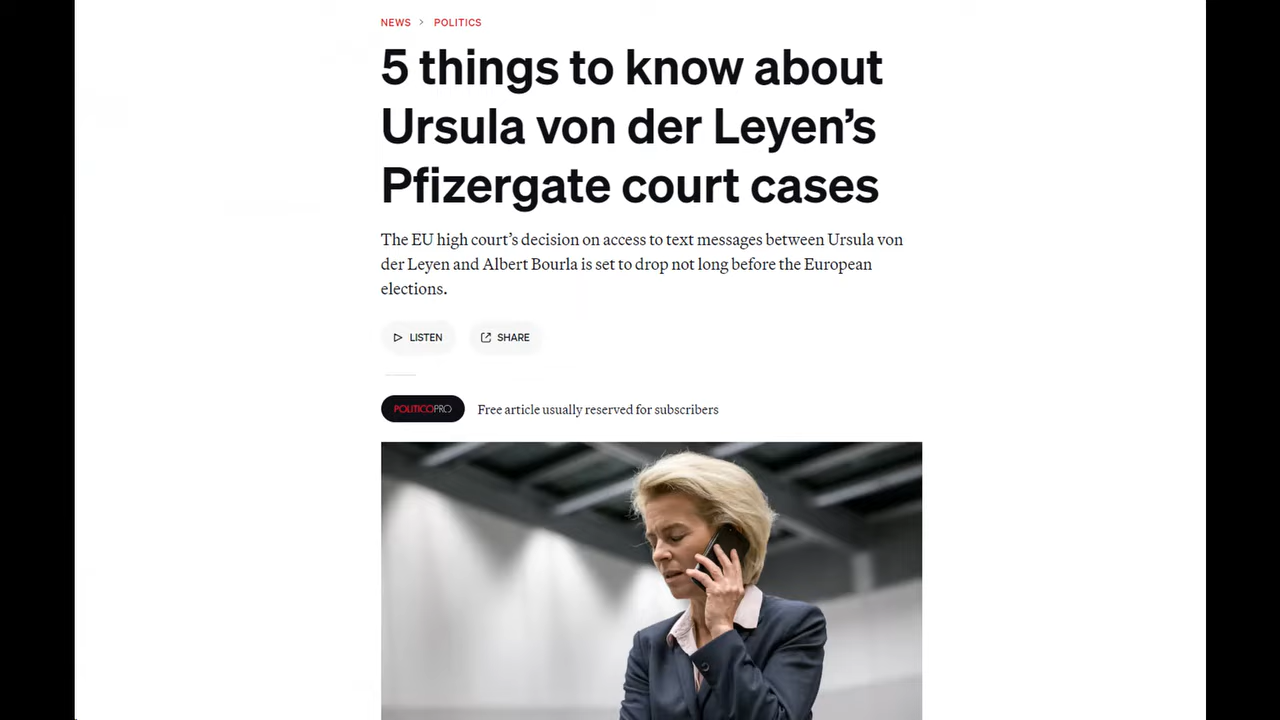 NEWS > POLITICS
5 things to know about
Ursula von der Leyen’s
Pfizergate court cases
The EU high court’s decision on access to text messages between Ursula von
der Leyen and Albert Bourla is set to drop not long before the European
elections.
LISTEN SHARE
POLITICOPRO Free article usually reserved for subscribers